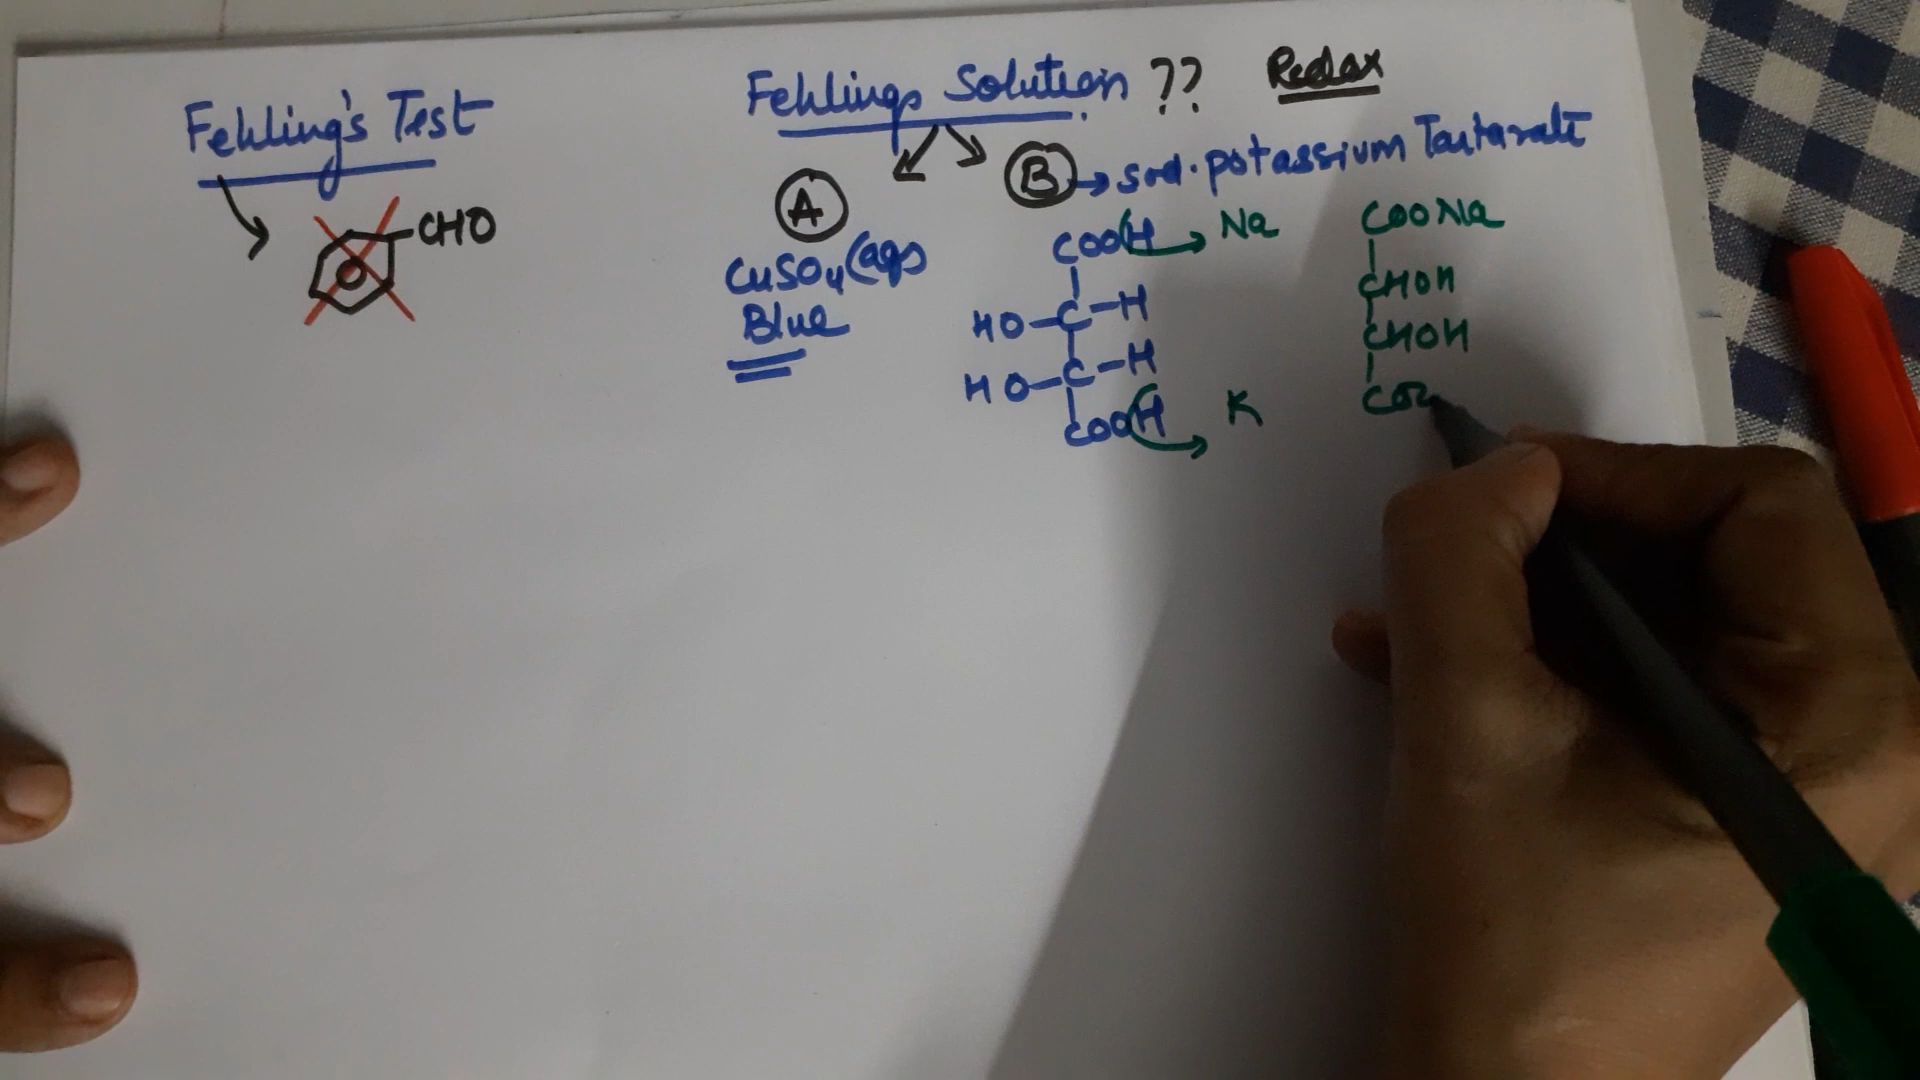 Fehling's Test
CHO
Fehlings Solution ?? Redox
A
CuSO4(aq)
Blue
B → sod. potassium Tartarate
COOH → Na
HO-C-H
HO-C-H
COOH → K
COONa
CHOH
CHOH
COO